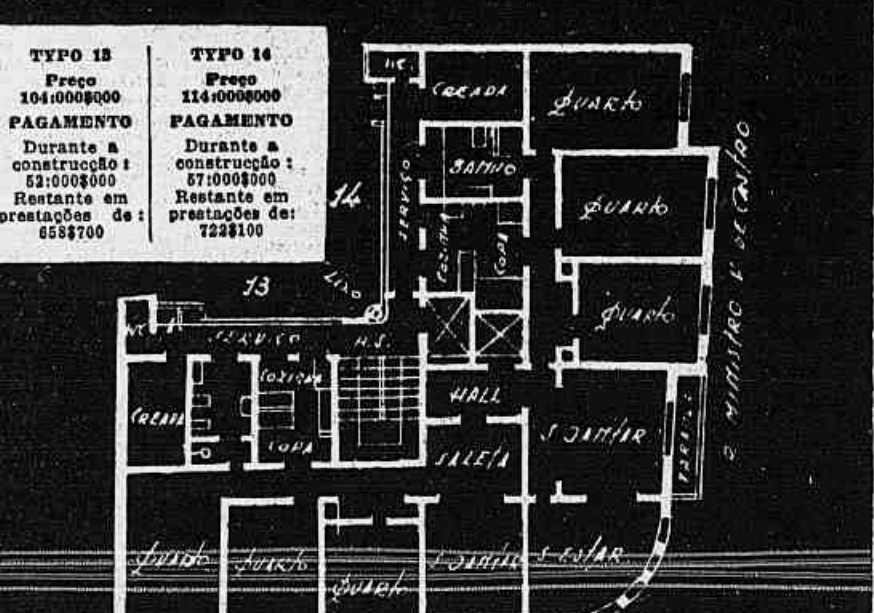 TYPO 13
Preço
104:000$000
PAGAMENTO
Durante a
construcção :
52:000$000
Restante em
prestações de :
658$700
TYPO 14
Preço
114:000$000
PAGAMENTO
Durante a
construcção :
57:000$000
Restante em
prestações de:
722$100
W.C.
CREADA
QUARTO
BANHO
SERVIÇO
14
QUARTO
COZINHA
COPA
13
LIXO
QUARTO
W.C.
SERVIÇO
H.S.
COZINHA
HALL
CREADA
COPA
SALETA
S. JANTAR
QUARTO
QUARTO
QUARTO
S. JANTAR
S. ESTAR